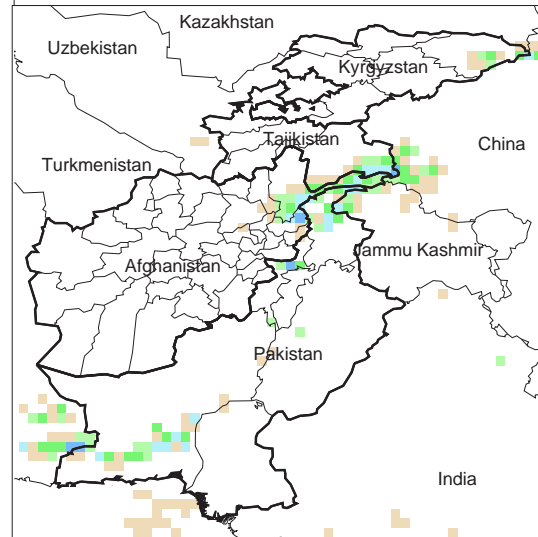 Kazakhstan
Uzbekistan
Kyrgyzstan
Tajikistan
China
Turkmenistan
Jammu Kashmir
Afghanistan
Pakistan
India